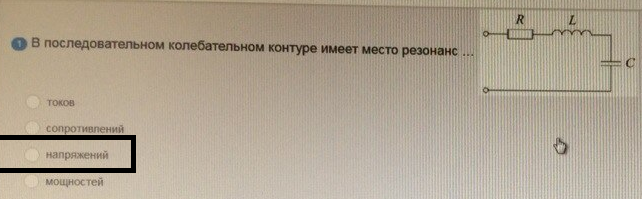 R L
1 В последовательном колебательном контуре имеет место резонанс ...
C
токов
сопротивлений
напряжений
мощностей